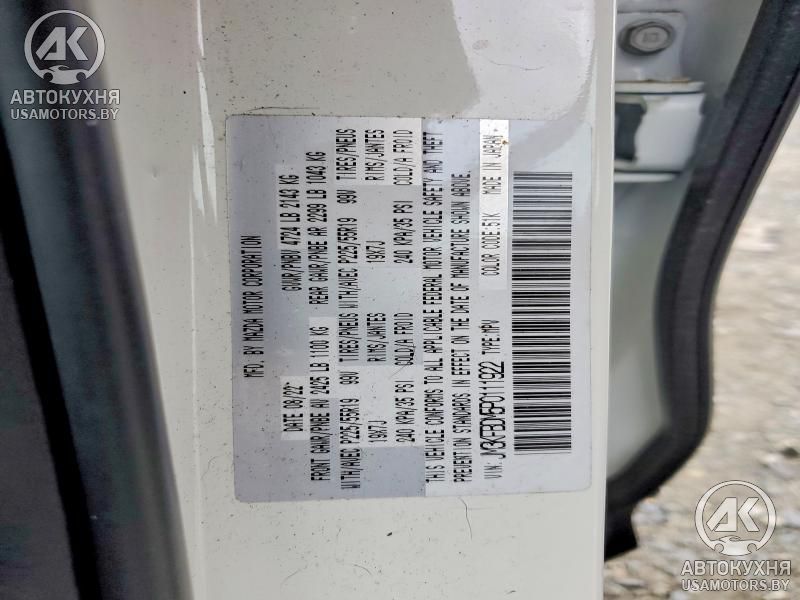 AK
АВТОКУХНЯ
USAMOTORS.BY
MFD. BY MAZDA MOTOR CORPORATION
DATE 08/22 GVWR/PNBV 4724 LB 2143 KG
FRONT GAWR/PNBE AV 2425 LB 1100 KG REAR GAWR/PNBE AR 2299 LB 1043 KG
WITH/AVEC P225/55R19 99V TIRES/PNEUS WITH/AVEC P225/55R19 99V TIRES/PNEUS
19X7J RIMS/JANTES 19X7J RIMS/JANTES
240 KPA/35 PSI COLD/A FROID 240 KPA/35 PSI COLD/A FROID
THIS VEHICLE CONFORMS TO ALL APPLICABLE FEDERAL MOTOR VEHICLE SAFETY AND THEFT
PREVENTION STANDARDS IN EFFECT ON THE DATE OF MANUFACTURE SHOWN ABOVE.
VIN: TYPE:MPV COLOR CODE:51K MADE IN JAPAN
AK
АВТОКУХНЯ
USAMOTORS.BY